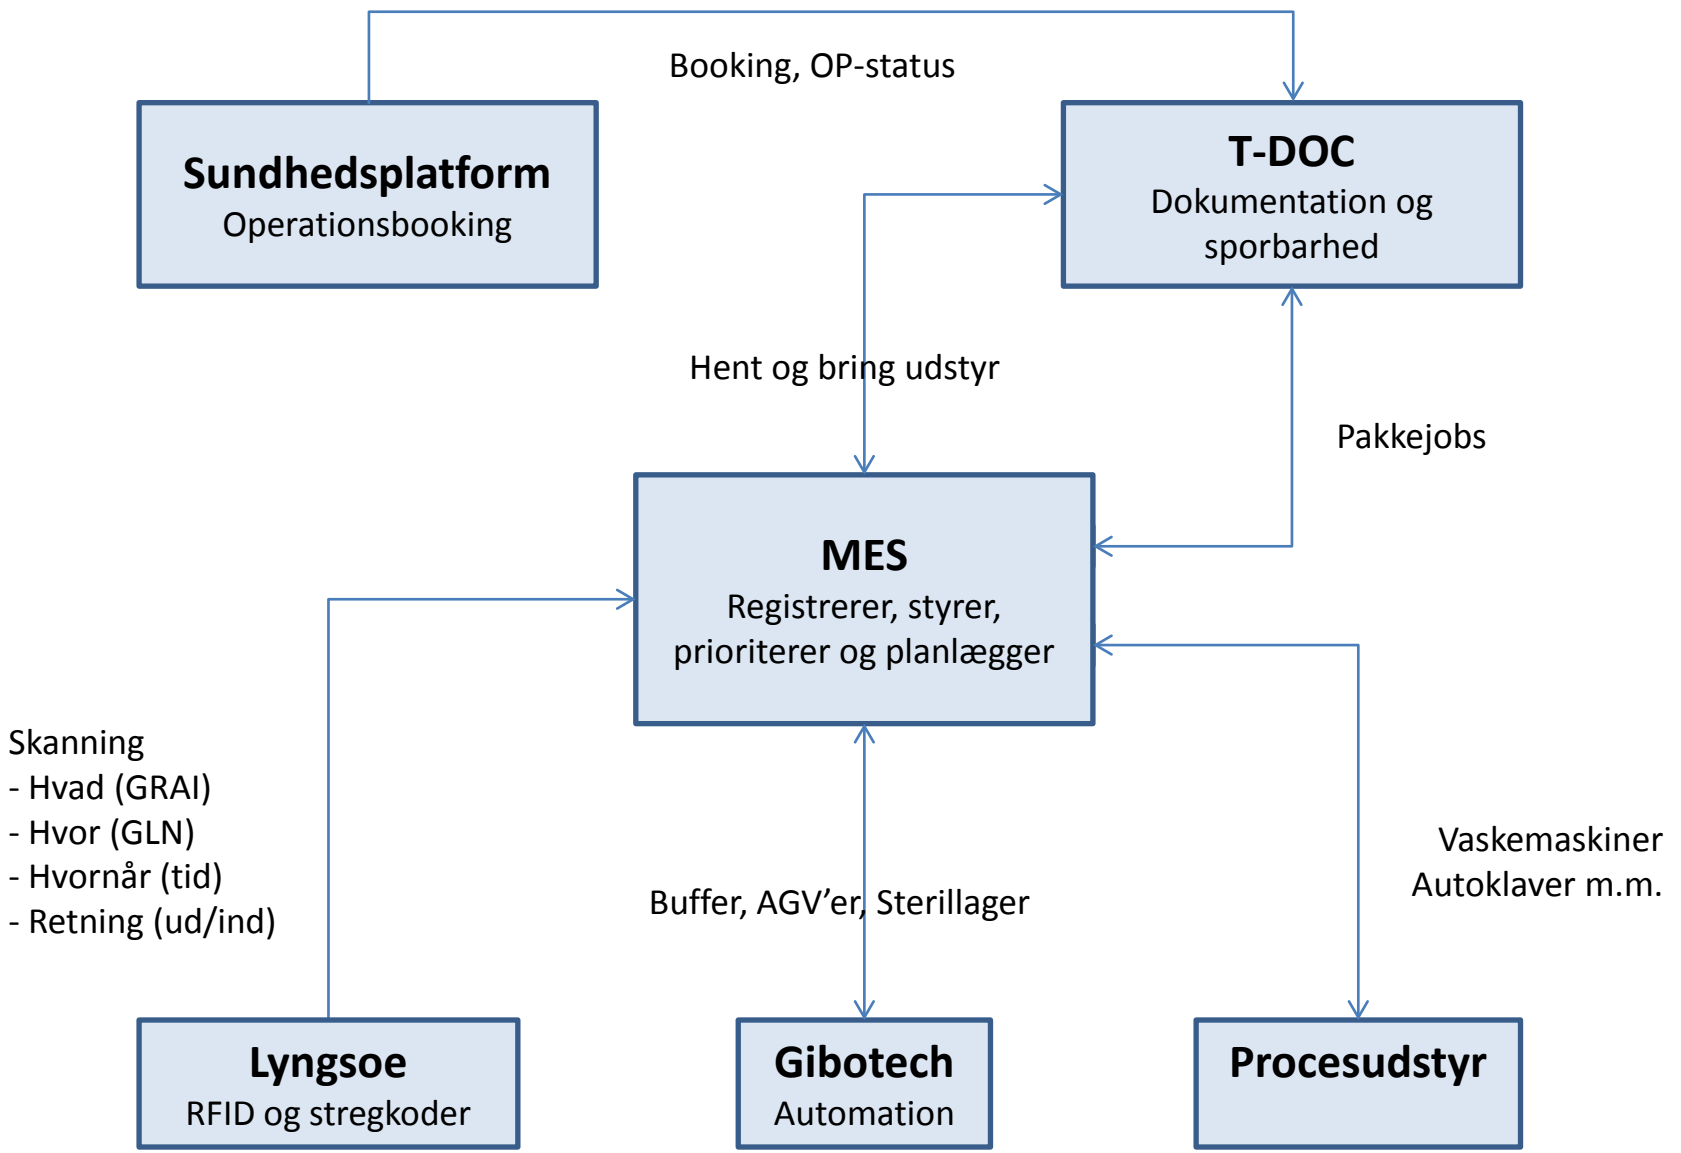 Booking, OP-status
Sundhedsplatform
Operationsbooking
T-DOC
Dokumentation og
sporbarhed
Hent og bring udstyr
Pakkejobs
MES
Registrerer, styrer,
prioriterer og planlægger
Skanning
- Hvad (GRAI)
- Hvor (GLN)
- Hvornår (tid)
- Retning (ud/ind)
Buffer, AGV’er, Sterillager
Vaskemaskiner
Autoklaver m.m.
Lyngsoe
RFID og stregkoder
Gibotech
Automation
Procesudstyr